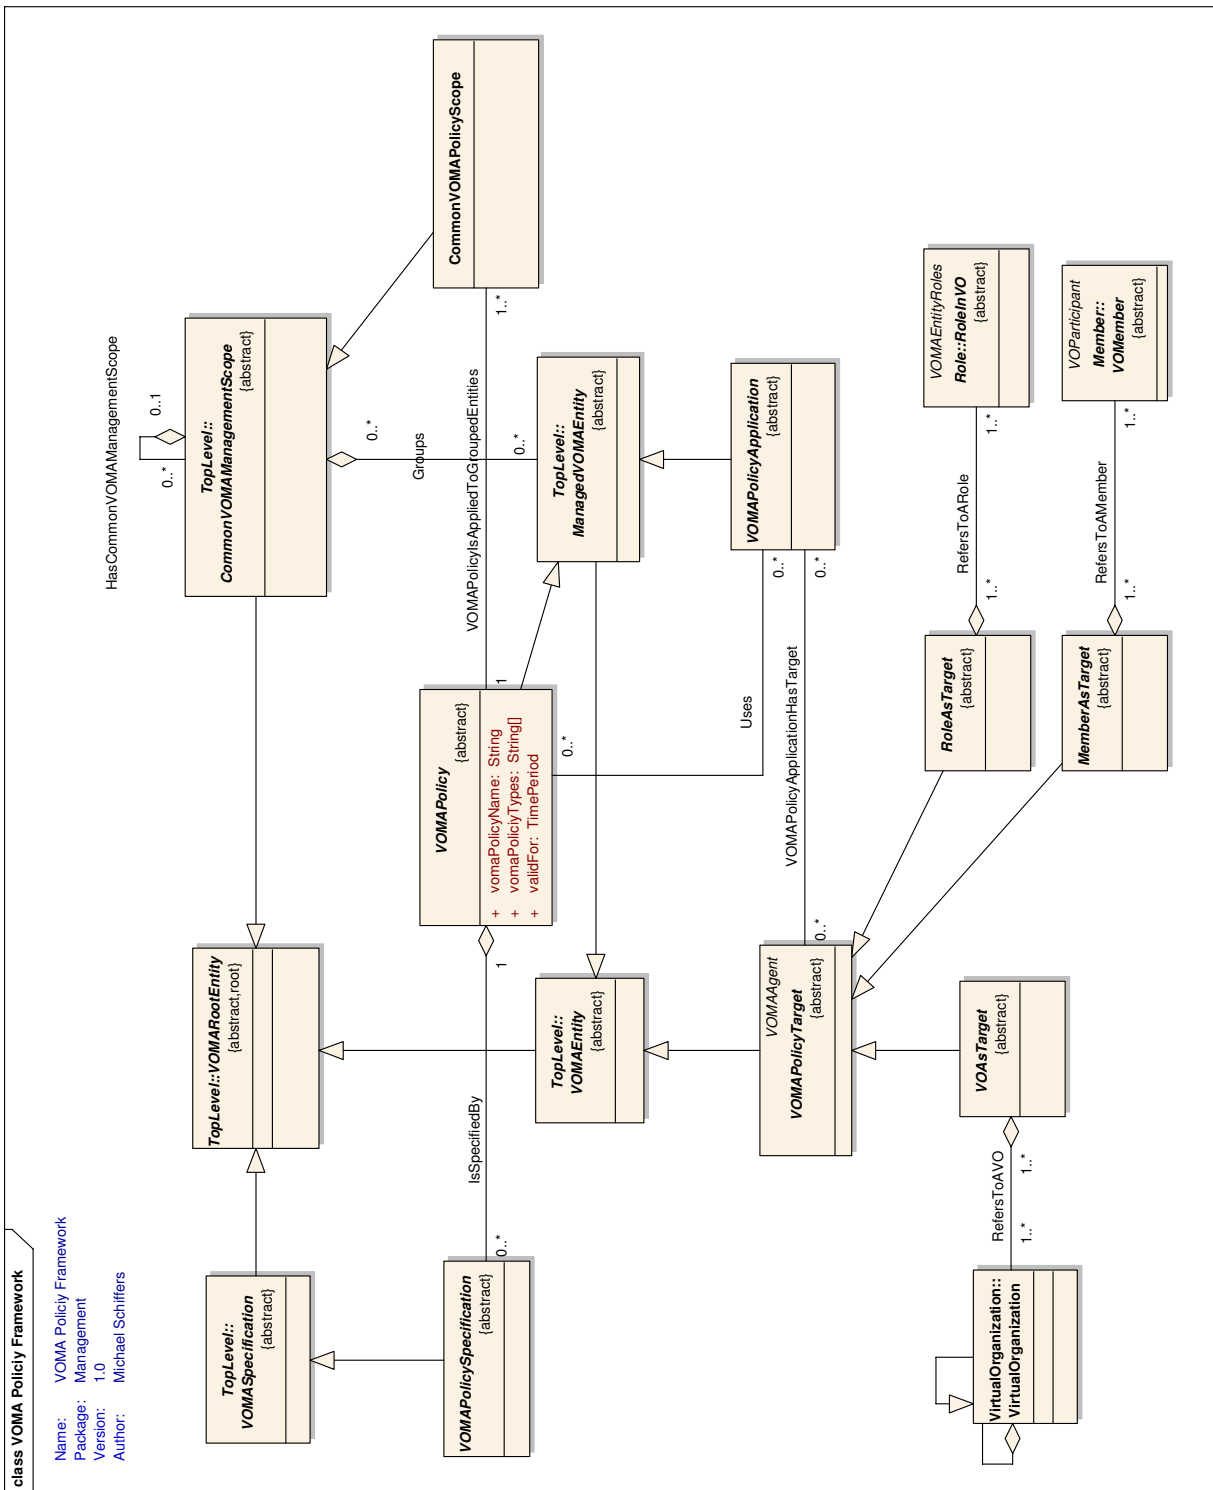 class VOMA Policiy Framework
Name: VOMA Policiy Framework
Package: Management
Version: 1.0
Author: Michael Schiffers
TopLevel::
VOMASpecification
{abstract}
TopLevel::VOMARootEntity
{abstract,root}
TopLevel::
CommonVOMAManagementScope
{abstract}
HasCommonVOMAManagementScope
0..1
0..*
VOMAPolicySpecification
{abstract}
0..*
IsSpecifiedBy
1
VOMAPolicy
{abstract}
+ vomaPolicyName: String
+ vomaPoliciyTypes: String[]
+ validFor: TimePeriod
1
VOMAPolicyIsAppliedToGroupedEntities
1..*
CommonVOMAPolicyScope
0..*
Groups
0..*
TopLevel::
VOMAEntity
{abstract}
TopLevel::
ManagedVOMAEntity
{abstract}
0..*
Uses
0..*
VOMAAgent
VOMAPolicyTarget
{abstract}
0..*
VOMAPolicyApplicationHasTarget
0..*
VOMAPolicyApplication
{abstract}
VirtualOrganization::
VirtualOrganization
1..*
RefersToAVO
1..*
VOAsTarget
{abstract}
RoleAsTarget
{abstract}
1..*
RefersToARole
1..*
VOMAEntityRoles
Role::RoleInVO
{abstract}
MemberAsTarget
{abstract}
1..*
RefersToAMember
1..*
VOParticipant
Member::
VOMember
{abstract}